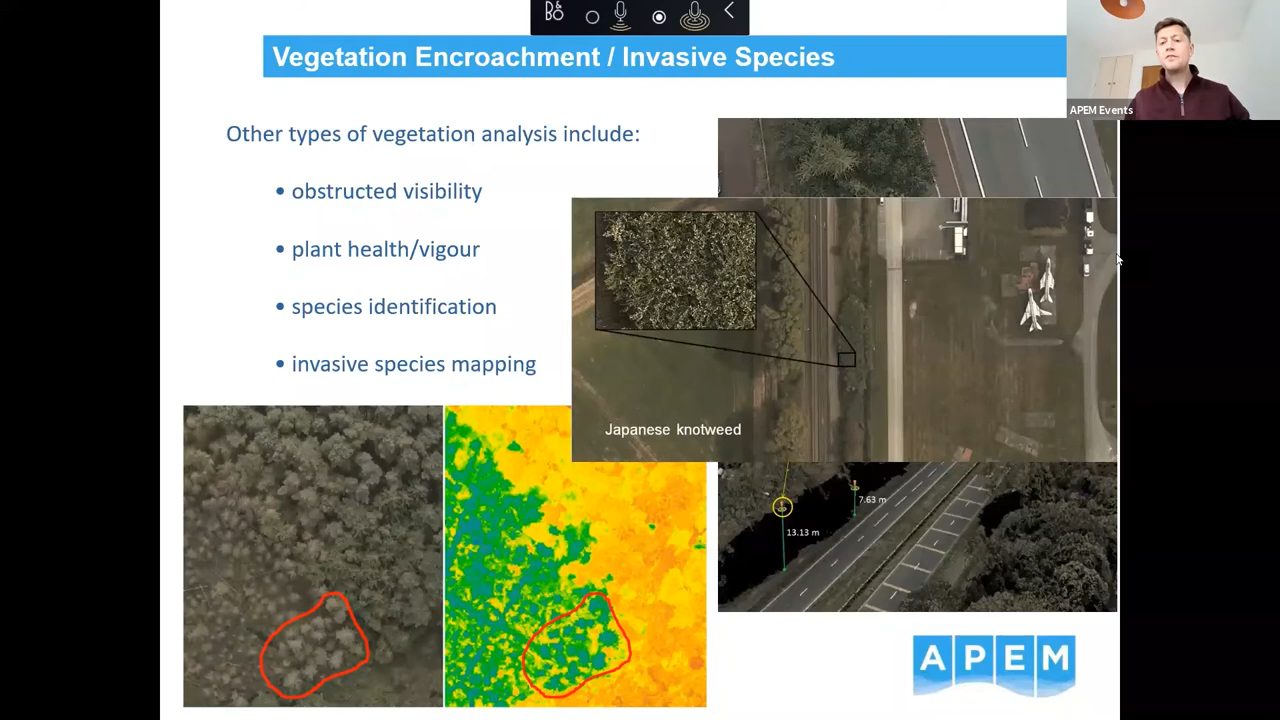 B&O
Vegetation Encroachment / Invasive Species
APEM Events
Other types of vegetation analysis include:
• obstructed visibility
• plant health/vigour
• species identification
• invasive species mapping
Japanese knotweed
7.63 m
13.13 m
APEM